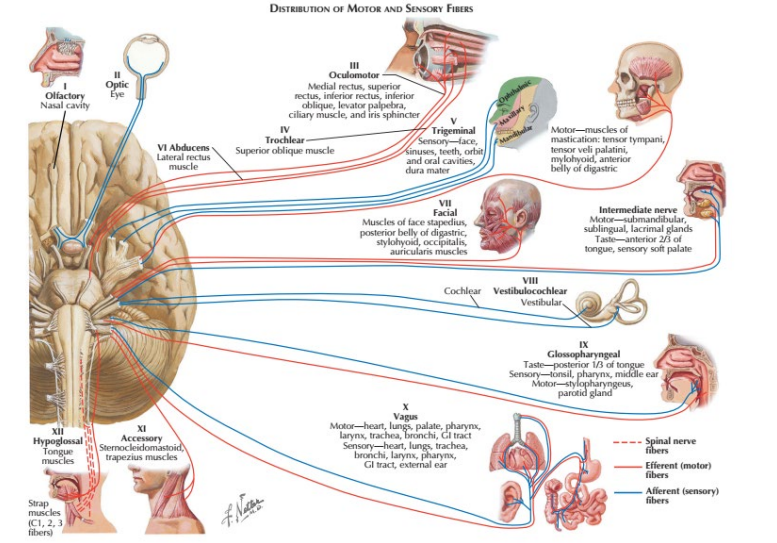 DISTRIBUTION OF MOTOR AND SENSORY FIBERS
I
Olfactory
Nasal cavity
II
Optic
Eye
III
Oculomotor
Medial rectus, superior
rectus, inferior rectus, inferior
oblique, levator palpebra,
ciliary muscle, and iris sphincter
IV
Trochlear
Superior oblique muscle
VI Abducens
Lateral rectus
muscle
V
Trigeminal
Sensory—face,
sinuses, teeth, orbit
and oral cavities,
dura mater
Ophthalmic
Maxillary
Mandibular
Motor—muscles of
mastication: tensor tympani,
tensor veli palatini,
mylohyoid, anterior
belly of digastric
VII
Facial
Muscles of face stapedius,
posterior belly of digastric,
stylohyoid, occipitalis,
auricularis muscles
Intermediate nerve
Motor—submandibular,
sublingual, lacrimal glands
Taste—anterior 2/3 of
tongue, sensory soft palate
Cochlear
VIII
Vestibulocochlear
Vestibular
IX
Glossopharyngeal
Taste—posterior 1/3 of tongue
Sensory—tonsil, pharynx, middle ear
Motor—stylopharyngeus,
parotid gland
X
Vagus
Motor—heart, lungs, palate, pharynx,
larynx, trachea, bronchi, GI tract
Sensory—heart, lungs, trachea,
bronchi, larynx, pharynx,
GI tract, external ear
XII
Hypoglossal
Tongue
muscles
XI
Accessory
Sternocleidomastoid,
trapezius muscles
Strap
muscles
(C1, 2, 3
fibers)
Spinal nerve
fibers
Efferent (motor)
fibers
Afferent (sensory)
fibers